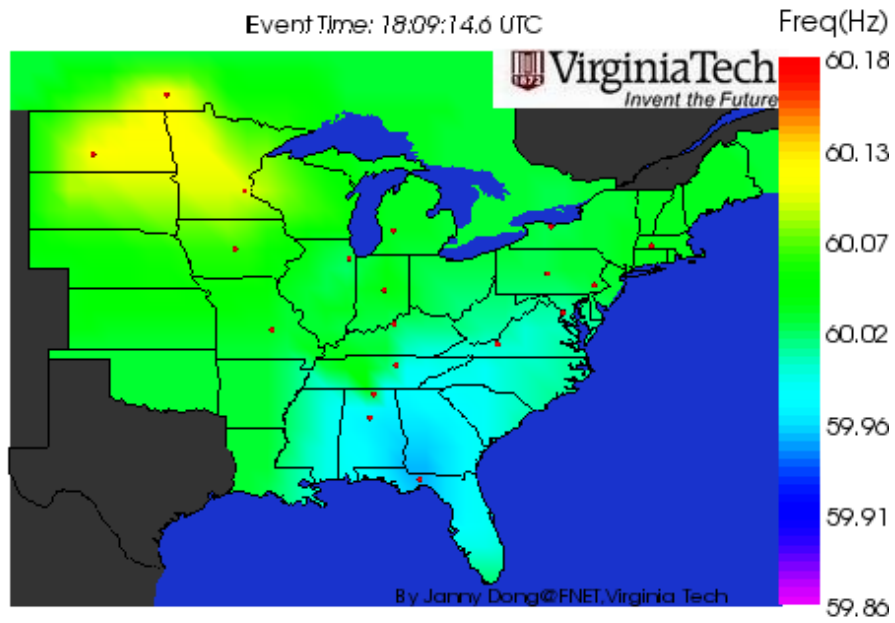 Event Time: 18:09:14.6 UTC
Freq(Hz)
1872
VirginiaTech
Invent the Future
60.18
60.13
60.07
60.02
59.96
59.91
59.86
By Janny Dong@FNET,Virginia Tech